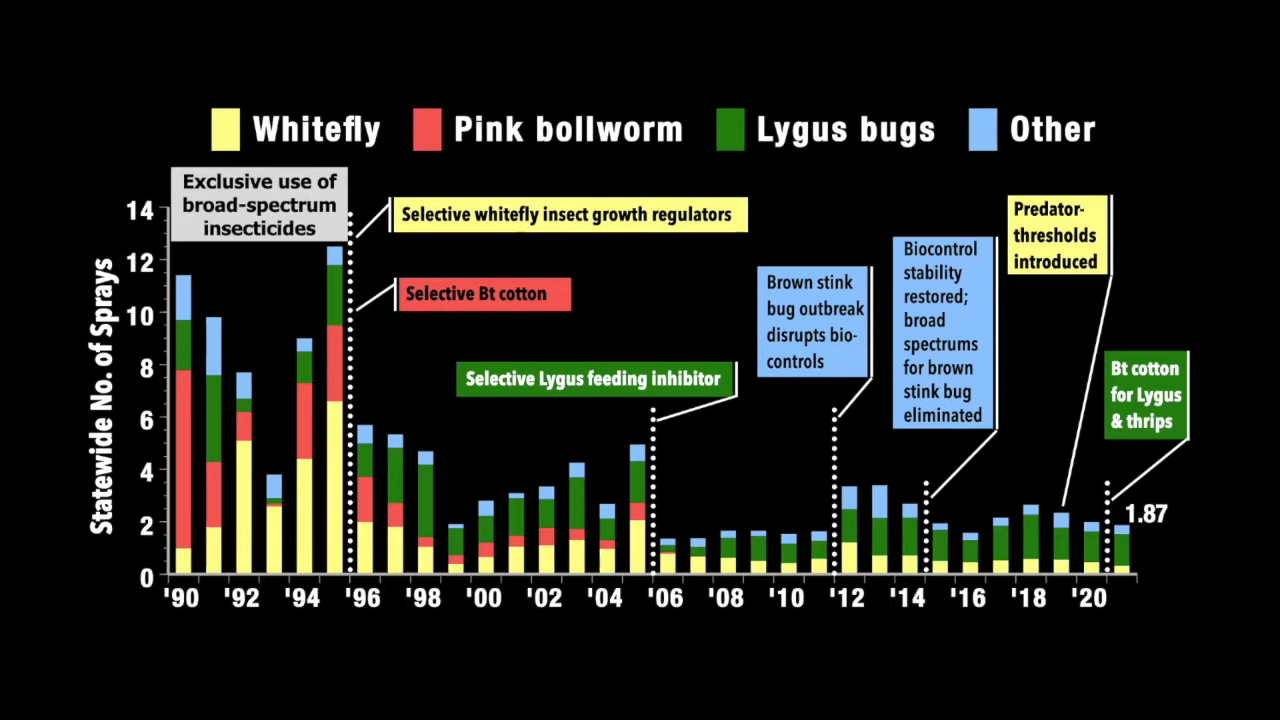 Whitefly
Pink bollworm
Lygus bugs
Other
Exclusive use of
broad-spectrum
insecticides
Selective whitefly insect growth regulators
Selective Bt cotton
Selective Lygus feeding inhibitor
Brown stink
bug outbreak
disrupts bio-
controls
Biocontrol
stability
restored;
broad
spectrums
for brown
stink bug
eliminated
Predator-
thresholds
introduced
Bt cotton
for Lygus
& thrips
1.87
Statewide No. of Sprays
14
12
10
8
6
4
2
0
'90 '92 '94 '96 '98 '00 '02 '04 '06 '08 '10 '12 '14 '16 '18 '20